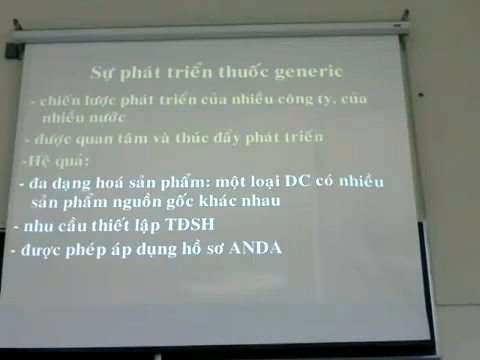 Sự phát triển thuốc generic
- chiến lược phát triển của nhiều công ty, của
nhiều nước
- được quan tâm và thúc đẩy phát triển
-Hệ quả:
- đa dạng hoá sản phẩm: một loại DC có nhiều
sản phẩm nguồn gốc khác nhau
- nhu cầu thiết lập TĐSH
- được phép áp dụng hồ sơ ANDA